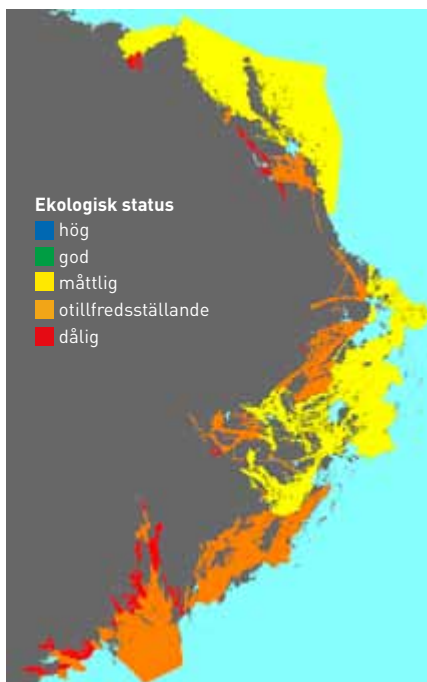 Ekologisk status
hög
god
måttlig
otillfredsställande
dålig